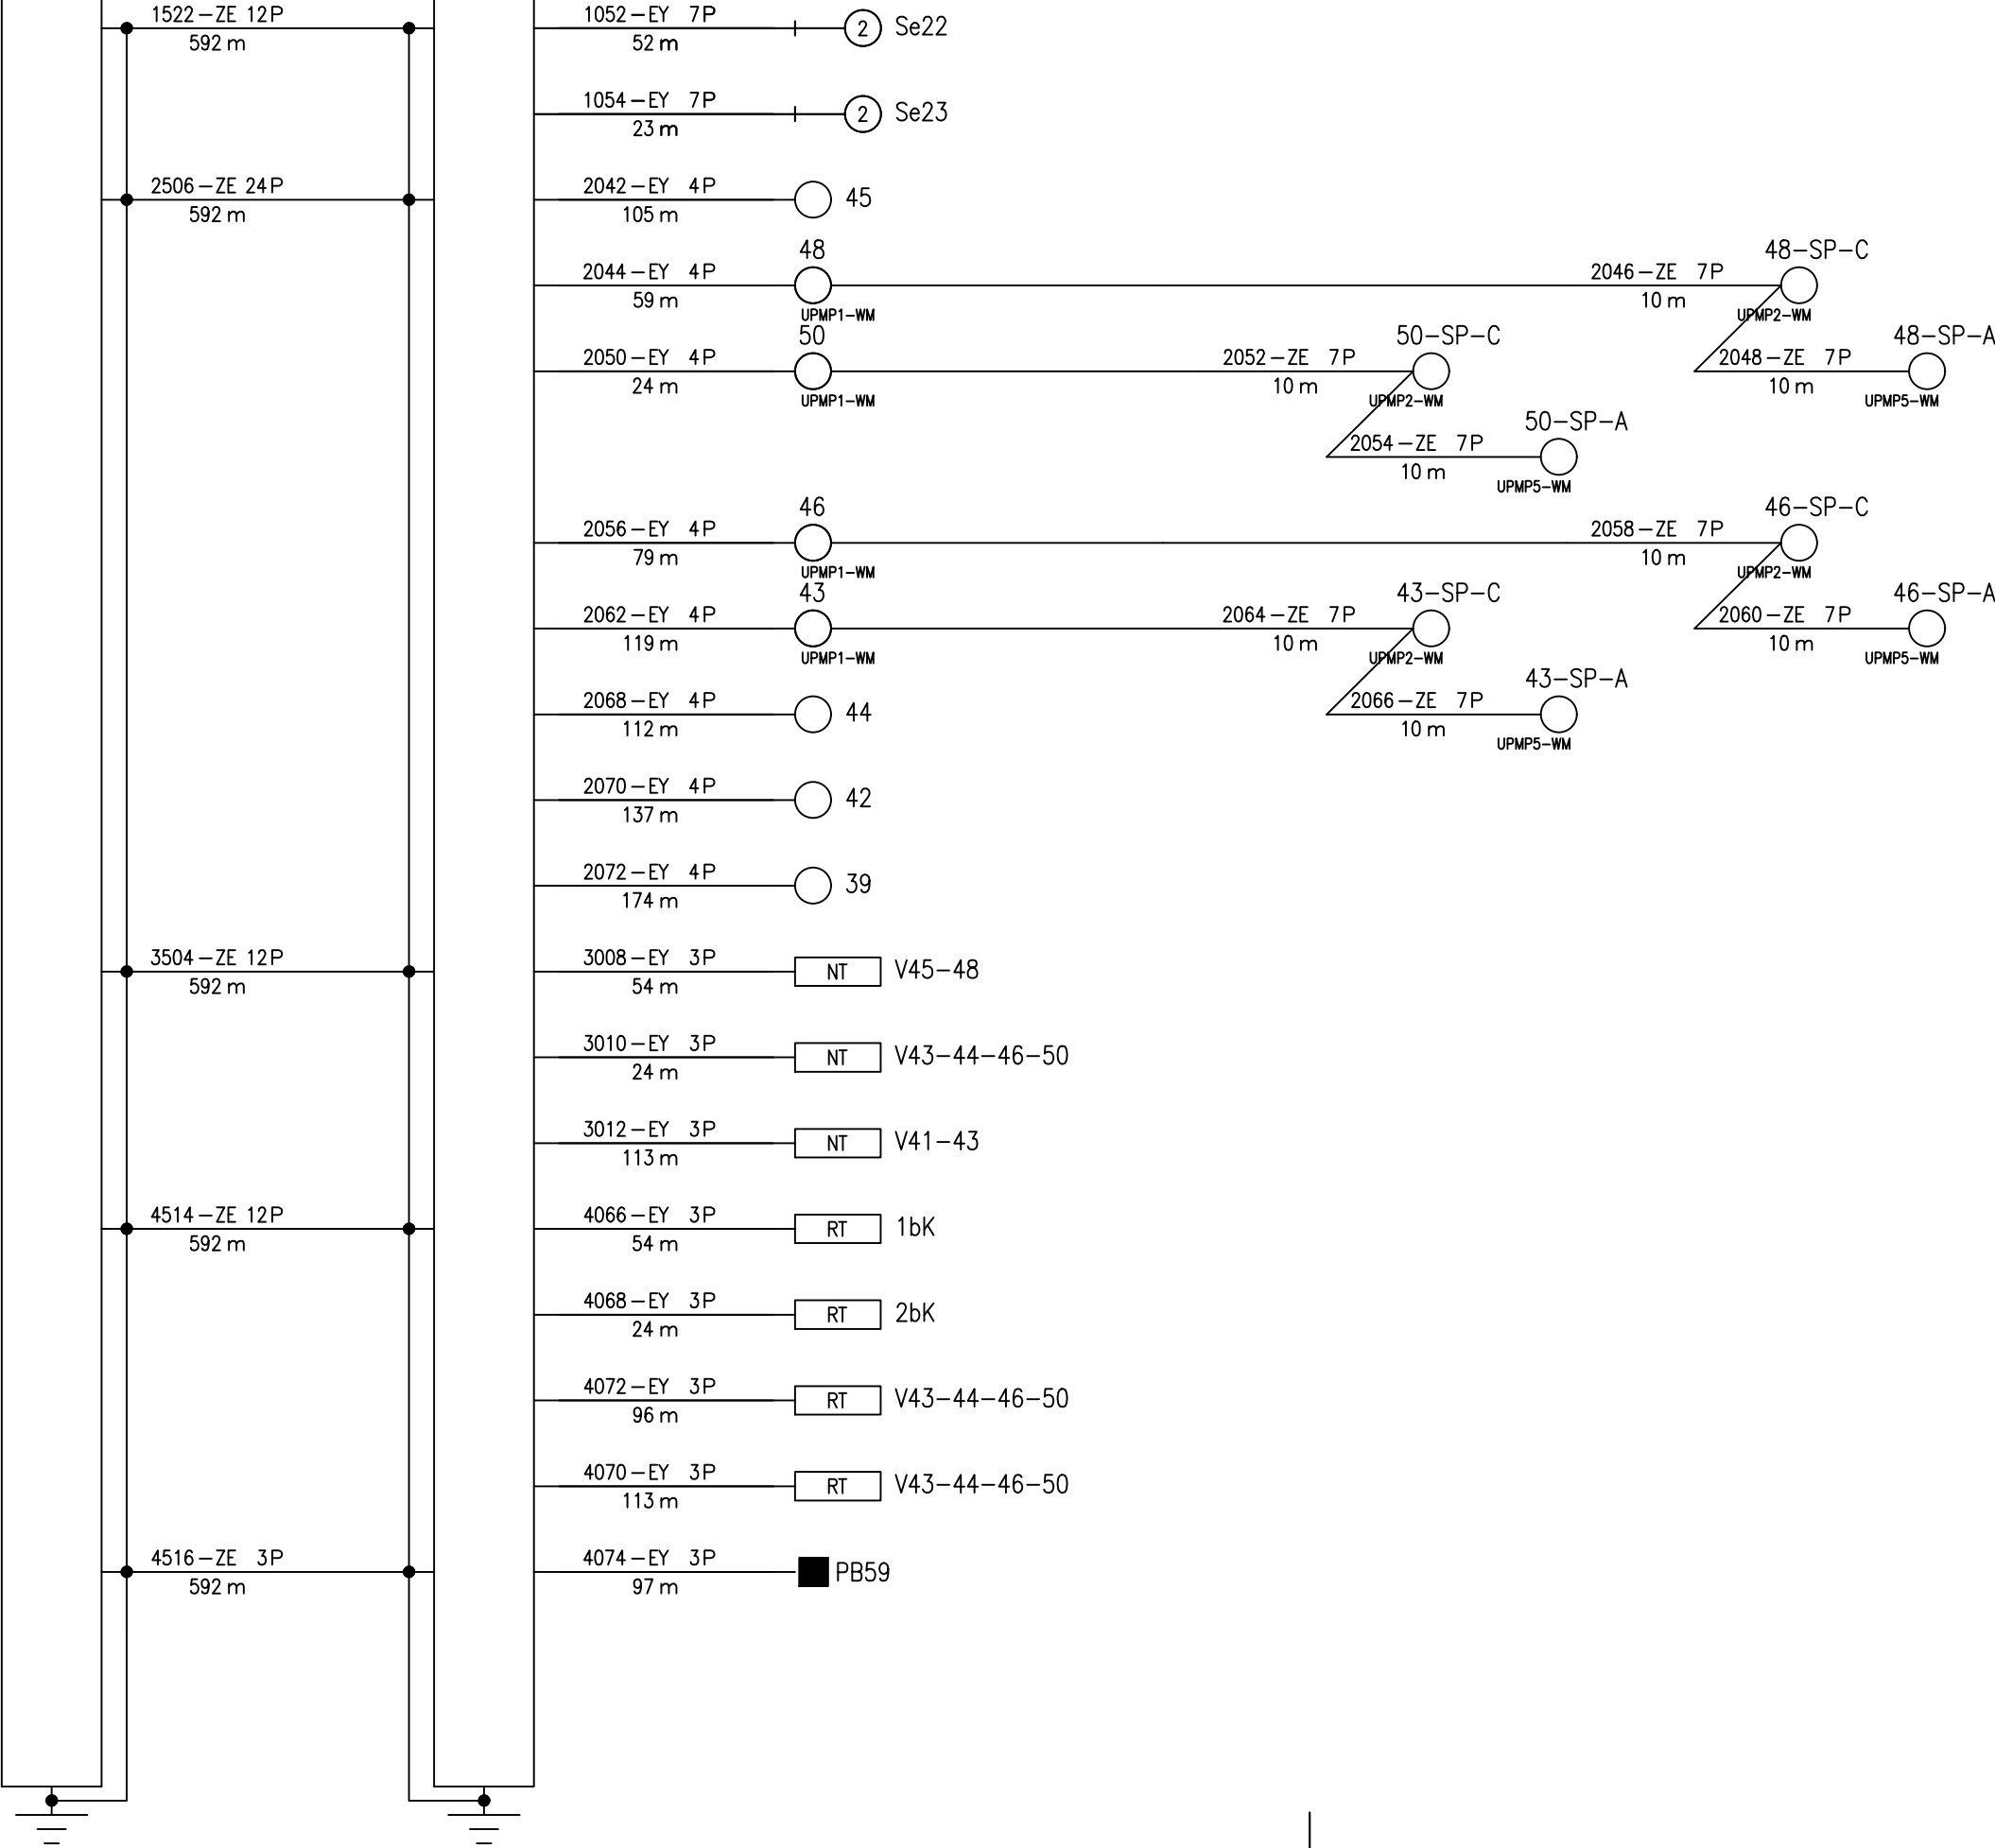 1522-ZE 12P
592 m
1052-EY 7P
52 m
2 Se22
1054-EY 7P
23 m
2 Se23
2506-ZE 24P
592 m
2042-EY 4P
105 m
45
2044-EY 4P
59 m
48
UPMP1-WM
2046-ZE 7P
10 m
48-SP-C
UPMP2-WM
2050-EY 4P
24 m
50
UPMP1-WM
2052-ZE 7P
10 m
50-SP-C
UPMP2-WM
2048-ZE 7P
10 m
48-SP-A
UPMP5-WM
2054-ZE 7P
10 m
50-SP-A
UPMP5-WM
2056-EY 4P
79 m
46
UPMP1-WM
2058-ZE 7P
10 m
46-SP-C
UPMP2-WM
2062-EY 4P
119 m
43
UPMP1-WM
2064-ZE 7P
10 m
43-SP-C
UPMP2-WM
2060-ZE 7P
10 m
46-SP-A
UPMP5-WM
2068-EY 4P
112 m
44
2066-ZE 7P
10 m
43-SP-A
UPMP5-WM
2070-EY 4P
137 m
42
2072-EY 4P
174 m
39
3504-ZE 12P
592 m
3008-EY 3P
54 m
NT V45-48
3010-EY 3P
24 m
NT V43-44-46-50
3012-EY 3P
113 m
NT V41-43
4514-ZE 12P
592 m
4066-EY 3P
54 m
RT 1bK
4068-EY 3P
24 m
RT 2bK
4072-EY 3P
96 m
RT V43-44-46-50
4070-EY 3P
113 m
RT V43-44-46-50
4516-ZE 3P
592 m
4074-EY 3P
97 m
PB59